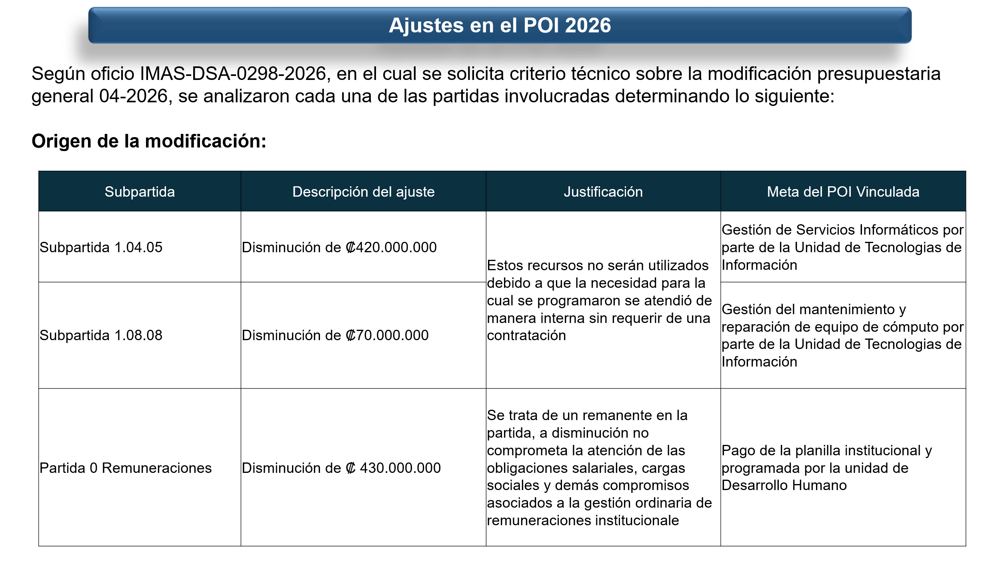 Ajustes en el POI 2026
Según oficio IMAS-DSA-0298-2026, en el cual se solicita criterio técnico sobre la modificación presupuestaria
general 04-2026, se analizaron cada una de las partidas involucradas determinando lo siguiente:
Origen de la modificación:
Subpartida
Descripción del ajuste
Justificación
Meta del POI Vinculada
Subpartida 1.04.05
Disminución de ₡420.000.000
Estos recursos no serán utilizados
debido a que la necesidad para la
cual se programaron se atendió de
manera interna sin requerir de una
contratación
Gestión de Servicios Informáticos por
parte de la Unidad de Tecnologias de
Información
Subpartida 1.08.08
Disminución de ₡70.000.000
Gestión del mantenimiento y
reparación de equipo de cómputo por
parte de la Unidad de Tecnologias de
Información
Partida 0 Remuneraciones
Disminución de ₡ 430.000.000
Se trata de un remanente en la
partida, a disminución no
comprometa la atención de las
obligaciones salariales, cargas
sociales y demás compromisos
asociados a la gestión ordinaria de
remuneraciones institucionale
Pago de la planilla institucional y
programada por la unidad de
Desarrollo Humano